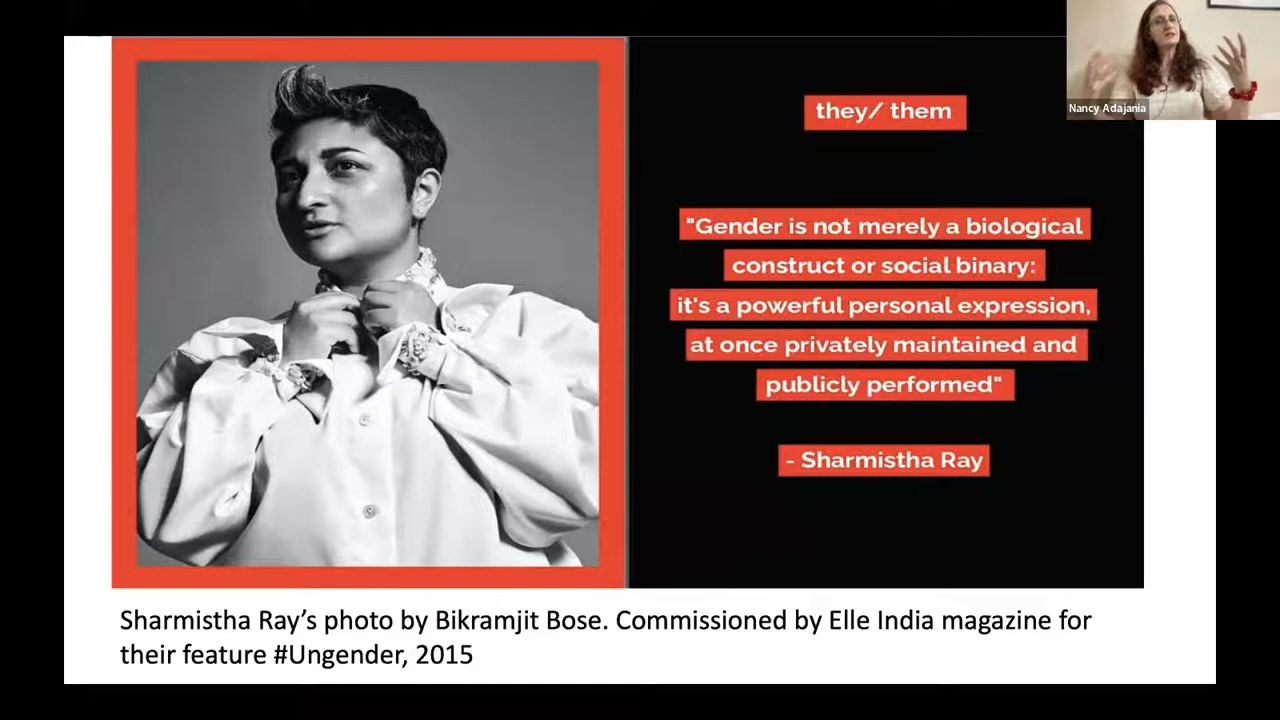 they/ them
"Gender is not merely a biological
construct or social binary:
it's a powerful personal expression,
at once privately maintained and
publicly performed"
- Sharmistha Ray
Sharmistha Ray’s photo by Bikramjit Bose. Commissioned by Elle India magazine for
their feature #Ungender, 2015
Nancy Adajania